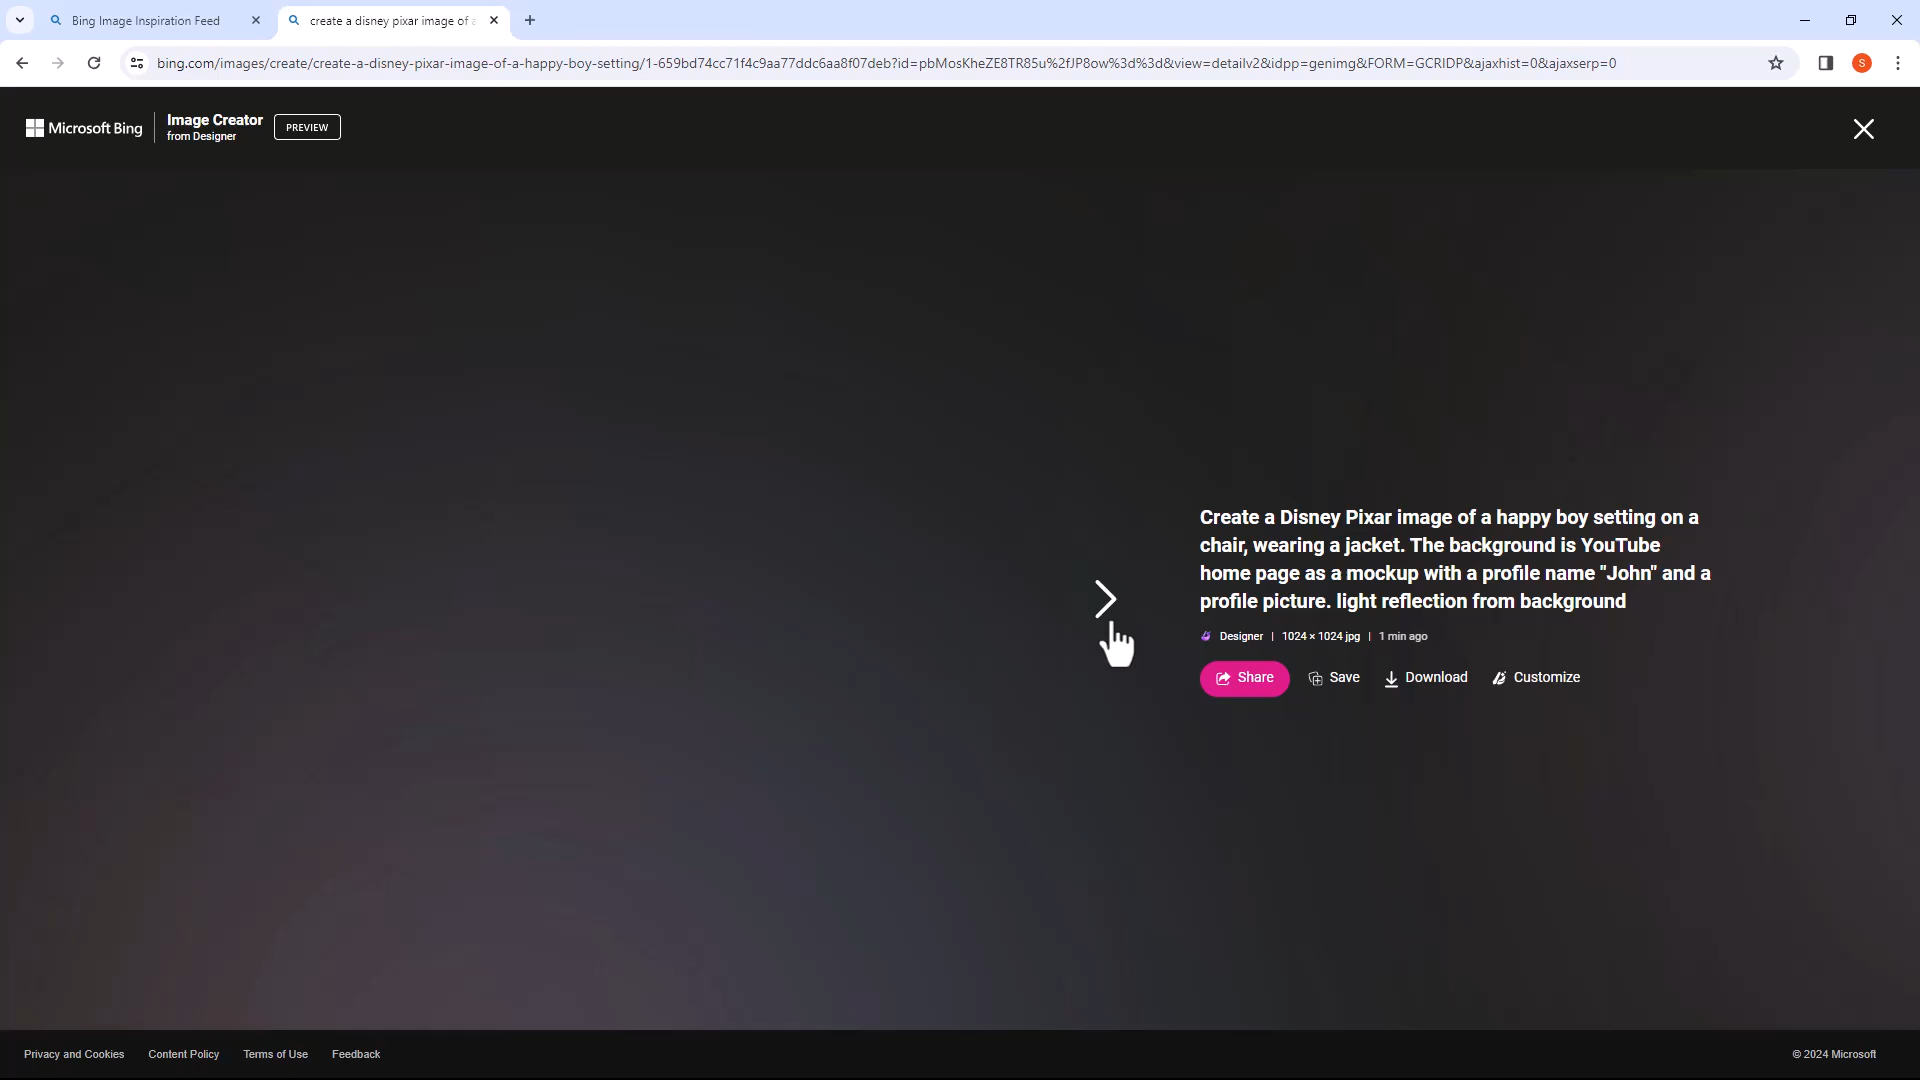 Bing Image Inspiration Feed
create a disney pixar image of a
bing.com/images/create/create-a-disney-pixar-image-of-a-happy-boy-setting/1-659bd74cc71f4c9aa77ddc6aa8f07deb?id=pbMosKheZE8TR85u%2fJP8ow%3d%3d&view=detailv2&idpp=genimg&FORM=GCRIDP&ajaxhist=0&ajaxserp=0
S
Microsoft Bing
Image Creator
from Designer
PREVIEW
Create a Disney Pixar image of a happy boy setting on a
chair, wearing a jacket. The background is YouTube
home page as a mockup with a profile name "John" and a
profile picture. light reflection from background
Designer | 1024 × 1024 jpg | 1 min ago
Share Save Download Customize
Privacy and Cookies Content Policy Terms of Use Feedback
© 2024 Microsoft